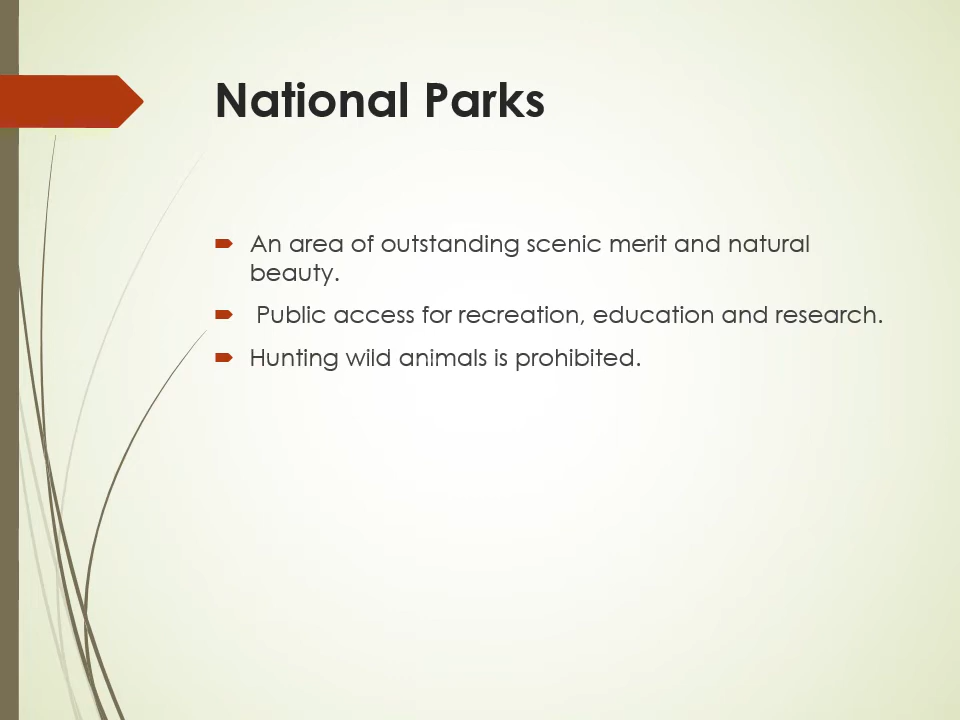 National Parks
An area of outstanding scenic merit and natural
beauty.
Public access for recreation, education and research.
Hunting wild animals is prohibited.